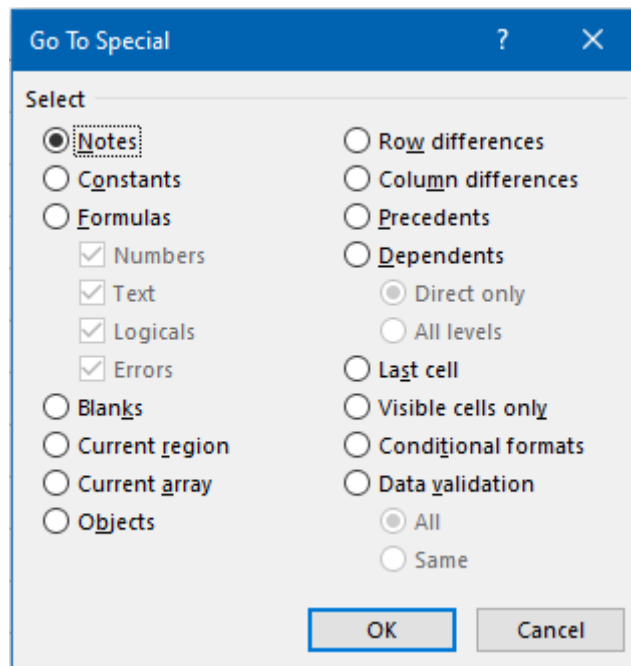 Go To Special
Select
Notes
Constants
Formulas
Numbers
Text
Logicals
Errors
Blanks
Current region
Current array
Objects
Row differences
Column differences
Precedents
Dependents
Direct only
All levels
Last cell
Visible cells only
Conditional formats
Data validation
All
Same
OK
Cancel